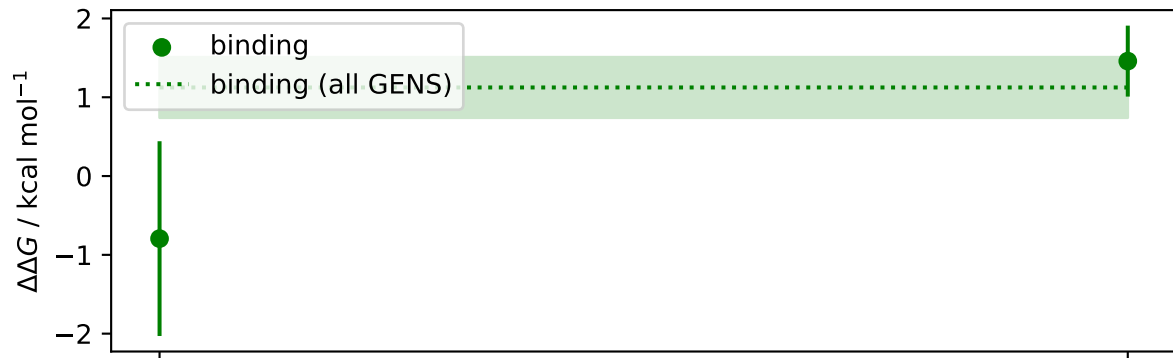 2
1
0
−1
−2
ΔΔG / kcal mol⁻¹
binding
binding (all GENS)